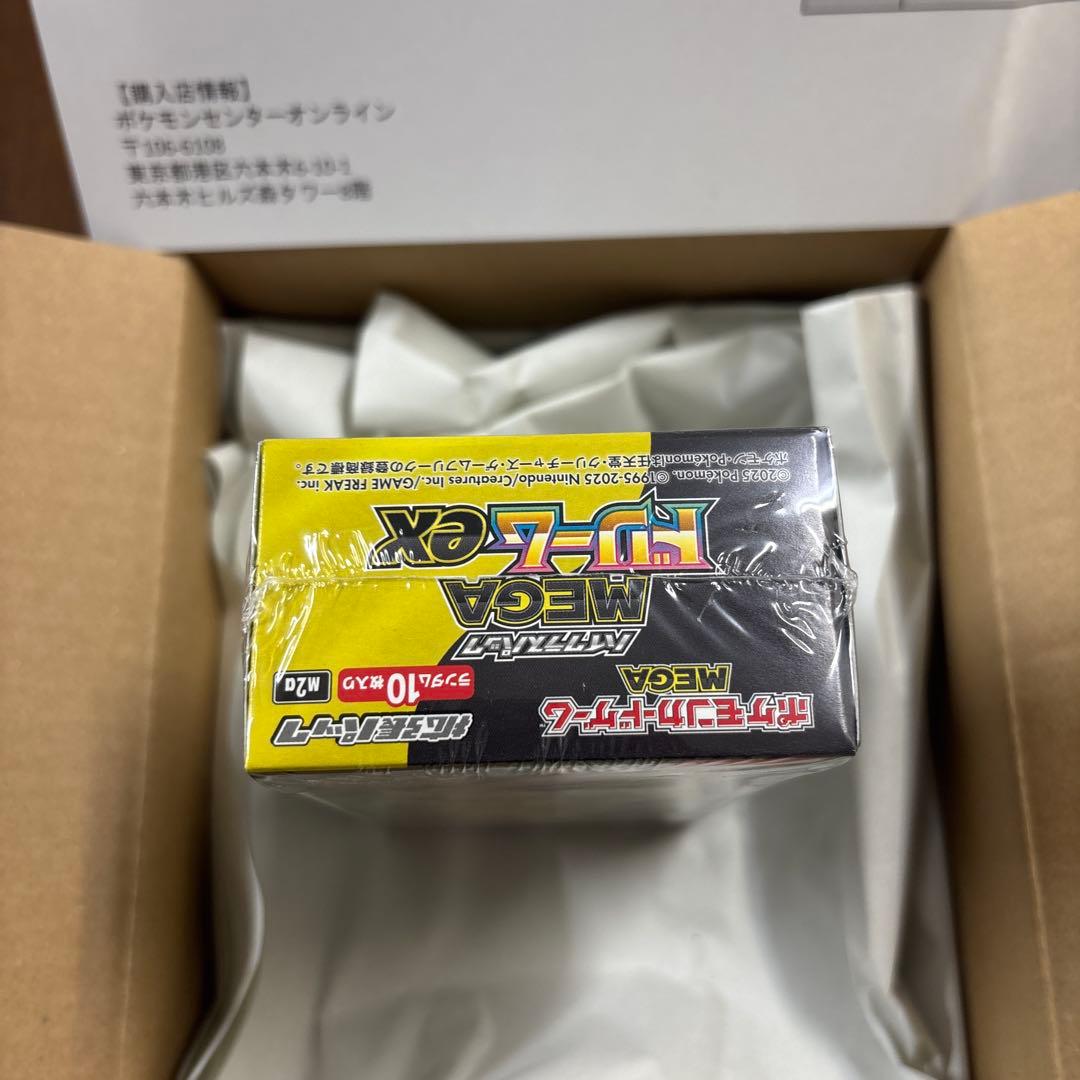 【購入店情報】
ポケモンセンターオンライン
〒106-6108
東京都港区六本木6-10-1
六本木ヒルズ森タワー8階
ポケモンカードゲーム
MEGA
拡張パック
ランダム10枚入り
M2a
ハイクラスパック
MEGA
ドリームex
©2025 Pokémon. ©1995-2025 Nintendo/Creatures Inc./GAME FREAK inc.
ポケモン・Pokémonは任天堂・クリーチャーズ・ゲームフリークの登録商標です。